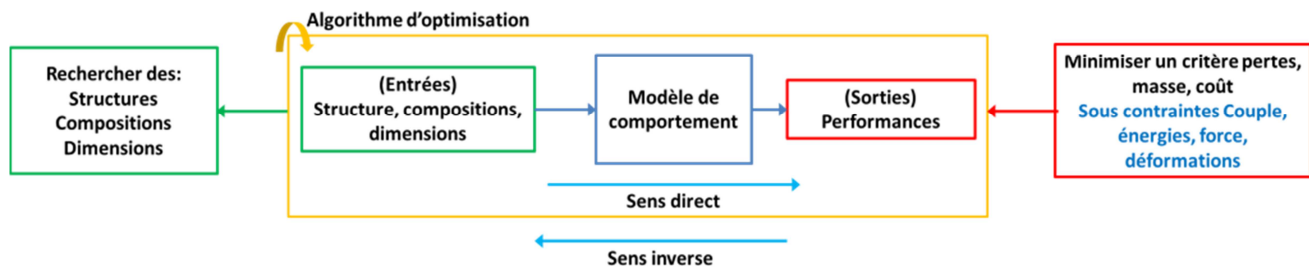 Algorithme d'optimisation
Rechercher des:
Structures
Compositions
Dimensions
(Entrées)
Structure, compositions,
dimensions
Modèle de
comportement
(Sorties)
Performances
Minimiser un critère pertes,
masse, coût
Sous contraintes Couple,
énergies, force,
déformations
Sens direct
Sens inverse